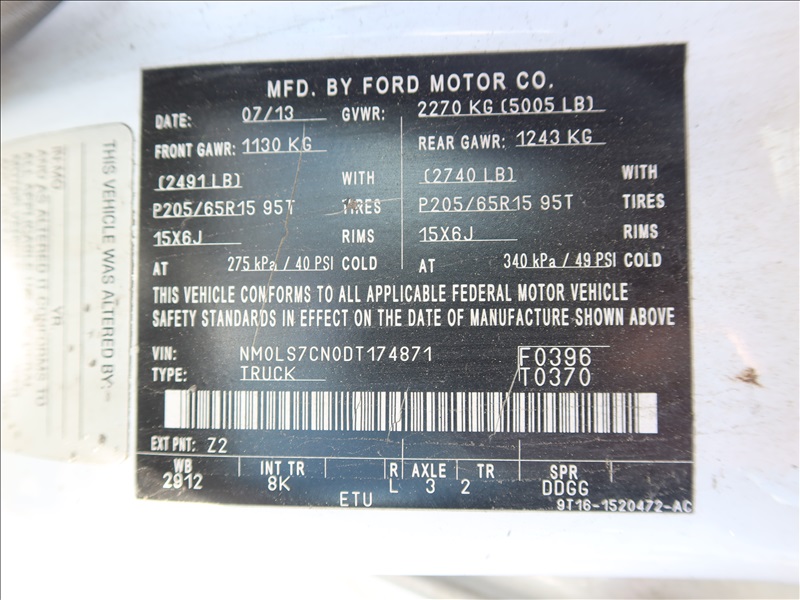 MFD. BY FORD MOTOR CO.
DATE: 07/13 GVWR: 2270 KG (5005 LB)
FRONT GAWR: 1130 KG REAR GAWR: 1243 KG
(2491 LB) WITH (2740 LB) WITH
P205/65R15 95T TIRES P205/65R15 95T TIRES
15X6J RIMS 15X6J RIMS
AT 275 kPa / 40 PSI COLD AT 340 kPa / 49 PSI COLD
THIS VEHICLE CONFORMS TO ALL APPLICABLE FEDERAL MOTOR VEHICLE
SAFETY STANDARDS IN EFFECT ON THE DATE OF MANUFACTURE SHOWN ABOVE
VIN: NM0LS7CN0DT174871 F0396
TYPE: TRUCK T0370
EXT PNT: Z2
WB INT TR R AXLE TR SPR
2912 8K L 3 2 DDGG
ETU 9T16-1520472-AC
THIS VEHICLE WAS ALTERED BY:-
YR